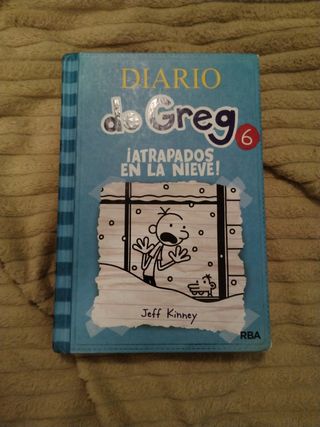 DIARIO
de Greg
6
¡ATRAPADOS
EN LA NIEVE!
Jeff Kinney
RBA